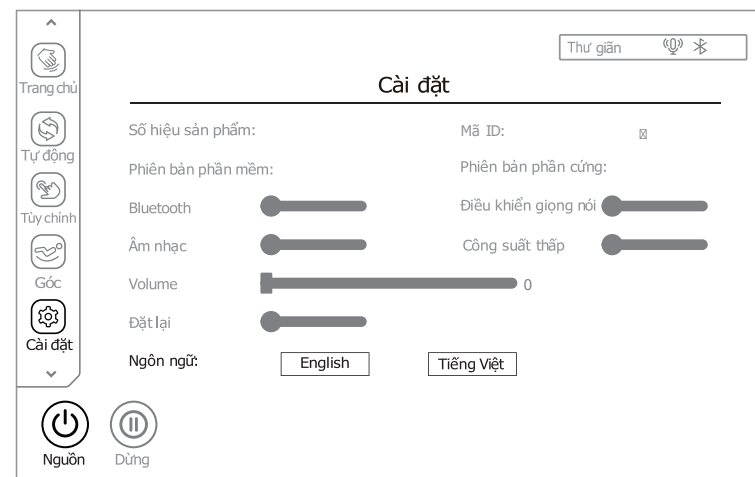 Thư giãn
Trang chủ
Cài đặt
Số hiệu sản phẩm:
Mã ID:
Tự động
Phiên bản phần mềm:
Phiên bản phần cứng:
Tùy chỉnh
Bluetooth
Điều khiển giọng nói
Âm nhạc
Công suất thấp
Góc
Volume
0
Đặt lại
Cài đặt
Ngôn ngữ:
English
Tiếng Việt
Nguồn
Dừng